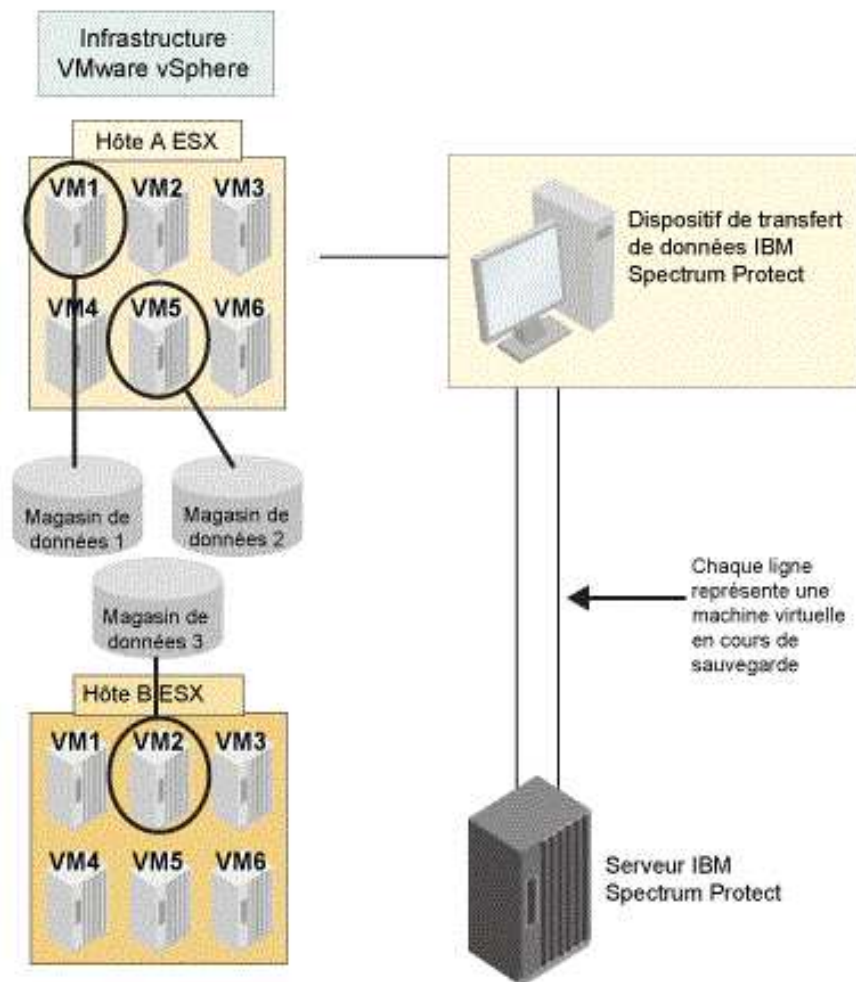 Infrastructure
VMware vSphere
Hôte A ESX
VM1 VM2 VM3
VM4 VM5 VM6
Dispositif de transfert
de données IBM
Spectrum Protect
Magasin de
données 1
Magasin de
données 2
Magasin de
données 3
Chaque ligne
représente une
machine virtuelle
en cours de
sauvegarde
Hôte B ESX
VM1 VM2 VM3
VM4 VM5 VM6
Serveur IBM
Spectrum Protect